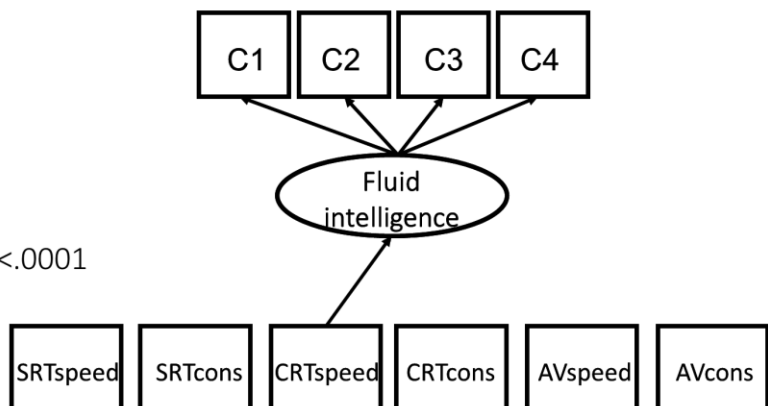 C1 C2 C3 C4
Fluid
intelligence
<.0001
SRTspeed SRTcons CRTspeed CRTcons AVspeed AVcons